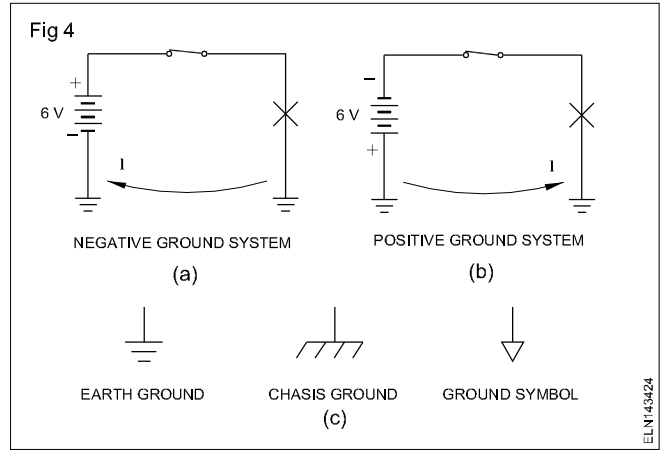 Fig 4
+
6 V
−
I
NEGATIVE GROUND SYSTEM
(a)
−
6 V
+
I
POSITIVE GROUND SYSTEM
(b)
EARTH GROUND
CHASIS GROUND
GROUND SYMBOL
(c)
ELN143424